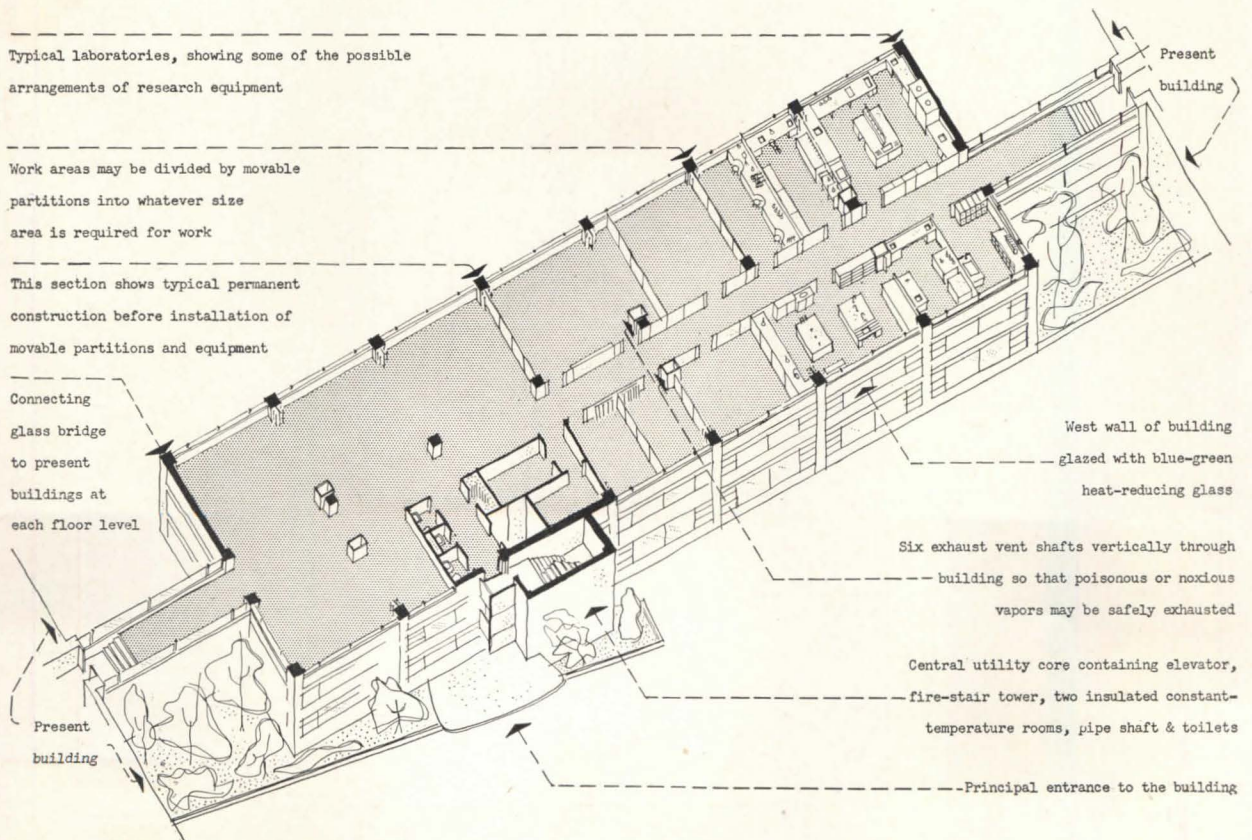 Typical laboratories, showing some of the possible
arrangements of research equipment
Work areas may be divided by movable
partitions into whatever size
area is required for work
This section shows typical permanent
construction before installation of
movable partitions and equipment
Connecting
glass bridge
to present
buildings at
each floor level
Present
building
Present
building
West wall of building
glazed with blue-green
heat-reducing glass
Six exhaust vent shafts vertically through
building so that poisonous or noxious
vapors may be safely exhausted
Central utility core containing elevator,
fire-stair tower, two insulated constant-
temperature rooms, pipe shaft & toilets
Principal entrance to the building